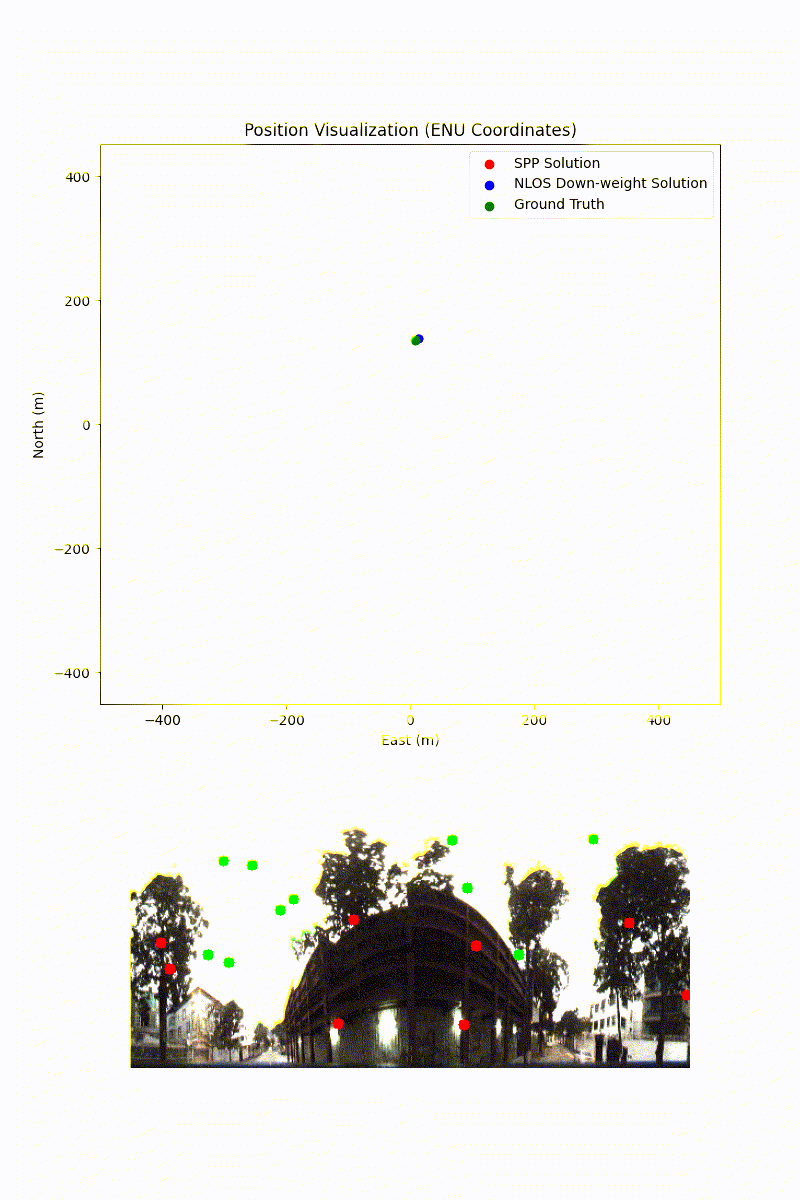 Position Visualization (ENU Coordinates)
SPP Solution
NLOS Down-weight Solution
Ground Truth
400
200
0
−200
−400
North (m)
−400
−200
0
200
400
East (m)